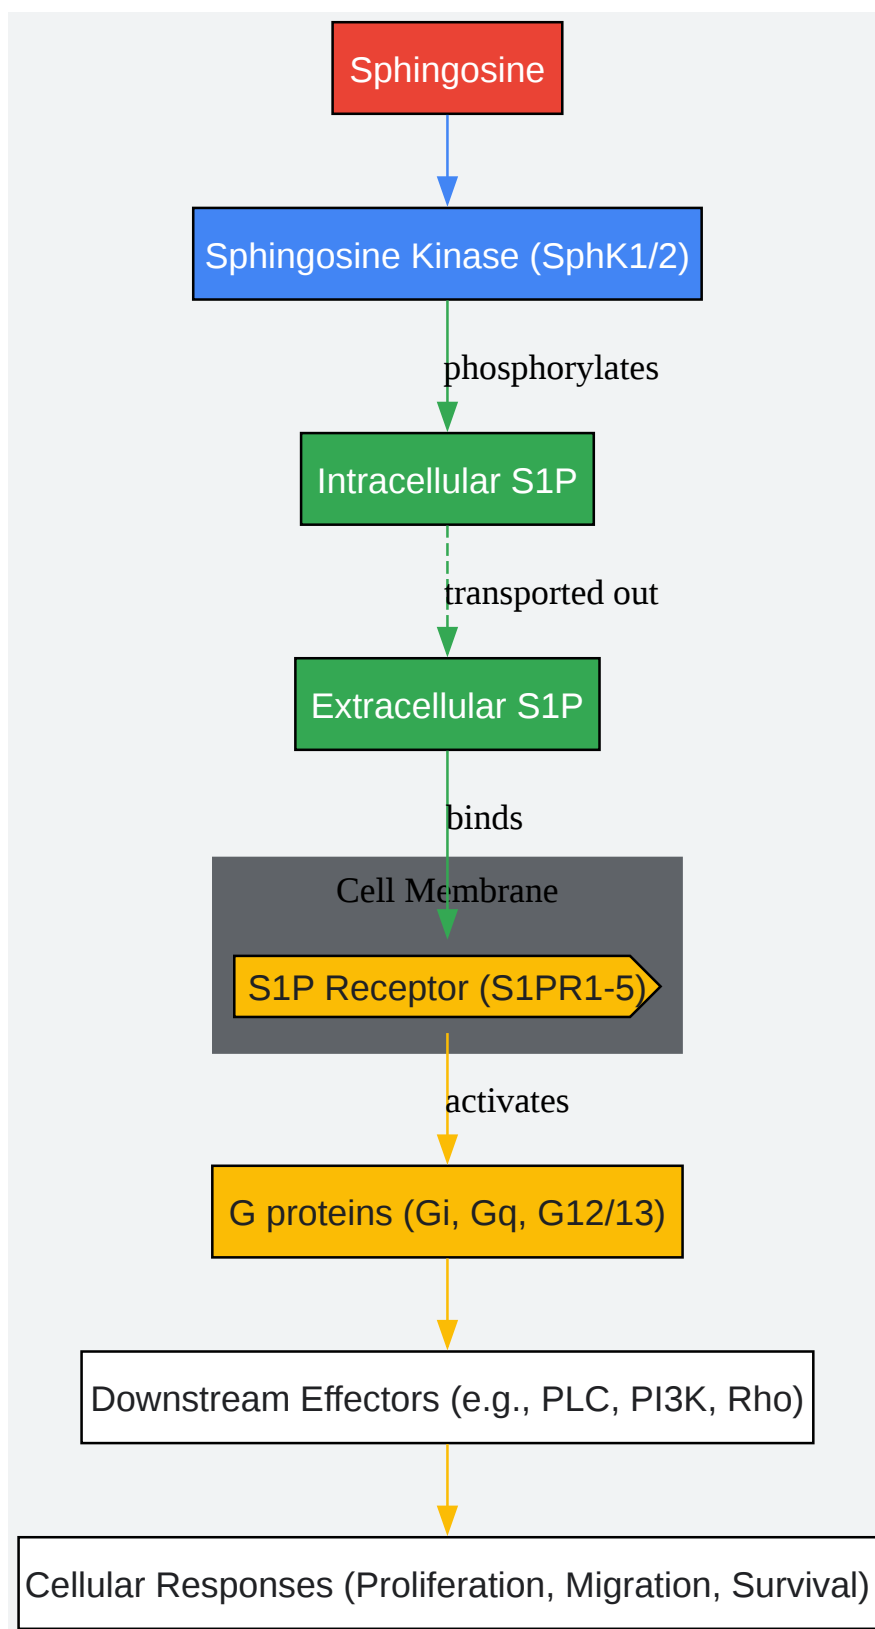 Sphingosine
Sphingosine Kinase (SphK1/2)
phosphorylates
Intracellular S1P
transported out
Extracellular S1P
binds
Cell Membrane
S1P Receptor (S1PR1-5)
activates
G proteins (Gi, Gq, G12/13)
Downstream Effectors (e.g., PLC, PI3K, Rho)
Cellular Responses (Proliferation, Migration, Survival)